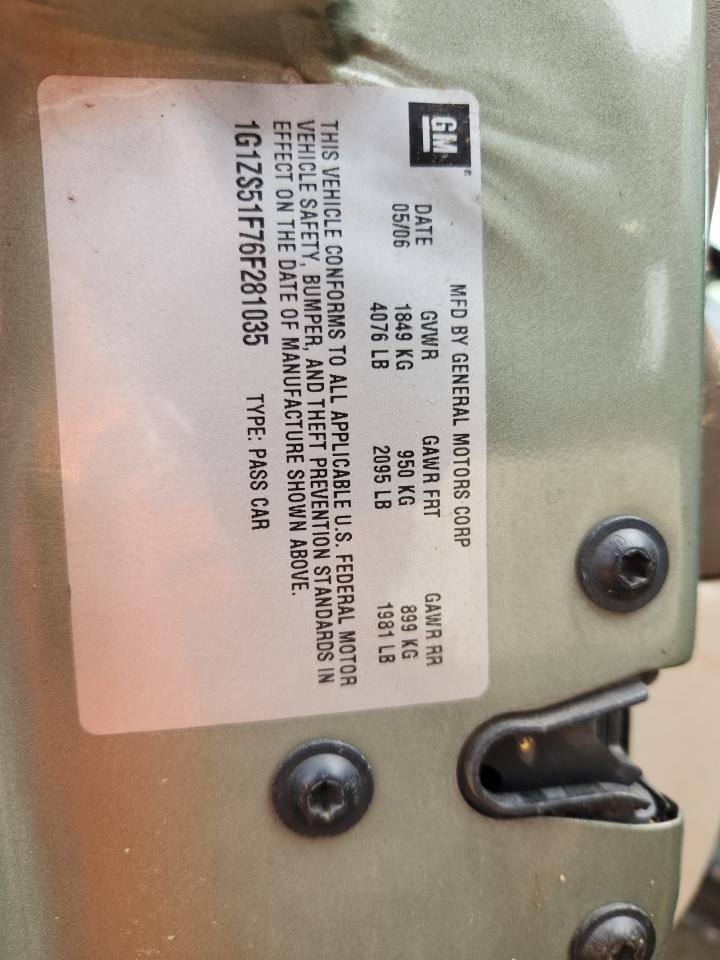 GM®
MFD BY GENERAL MOTORS CORP
DATE GVWR GAWR FRT GAWR RR
05/06 1849 KG 950 KG 899 KG
4076 LB 2095 LB 1981 LB
THIS VEHICLE CONFORMS TO ALL APPLICABLE U.S. FEDERAL MOTOR
VEHICLE SAFETY, BUMPER, AND THEFT PREVENTION STANDARDS IN
EFFECT ON THE DATE OF MANUFACTURE SHOWN ABOVE.
1G1ZS51F76F281035 TYPE: PASS CAR